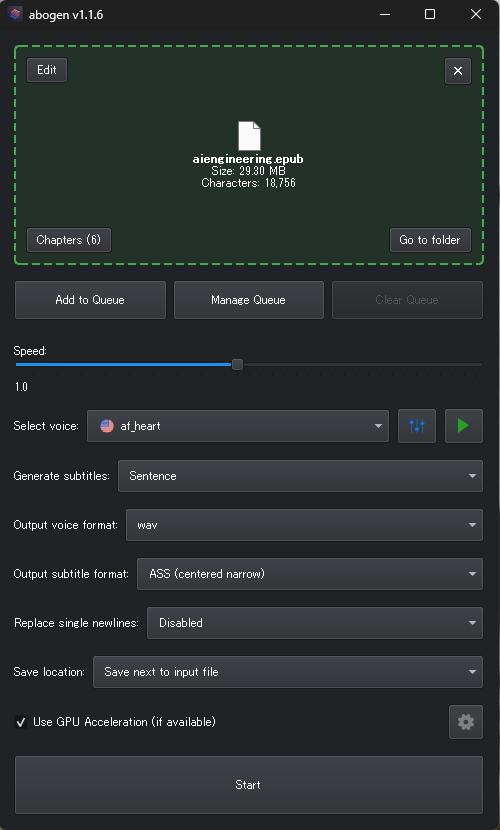 abogen v1.1.6
Edit
aiengineering.epub
Size: 29.30 MB
Characters: 18,756
Chapters (6)
Go to folder
Add to Queue
Manage Queue
Clear Queue
Speed:
1.0
Select voice: af_heart
Generate subtitles: Sentence
Output voice format: wav
Output subtitle format: ASS (centered narrow)
Replace single newlines: Disabled
Save location: Save next to input file
Use GPU Acceleration (if available)
Start